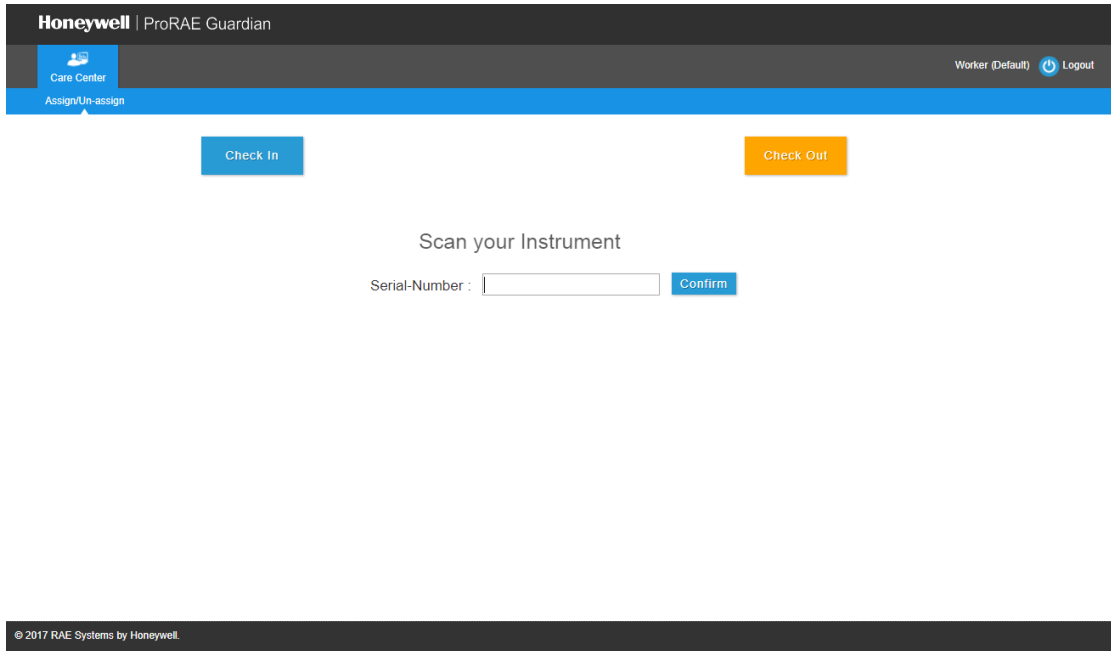 Honeywell | ProRAE Guardian
Care Center
Worker (Default) Logout
Assign/Un-assign
Check In Check Out
Scan your Instrument
Serial-Number : Confirm
© 2017 RAE Systems by Honeywell.